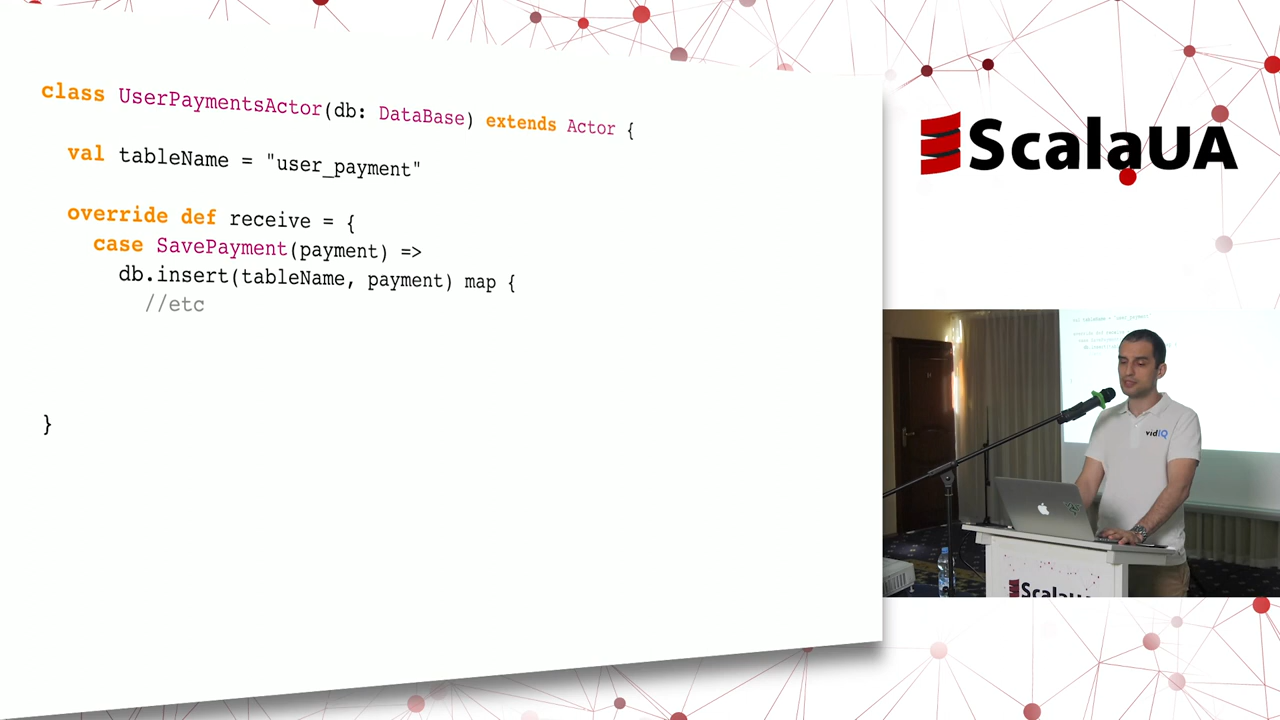 class UserPaymentsActor(db: DataBase) extends Actor {
val tableName = "user_payment"
override def receive = {
case SavePayment(payment) =>
db.insert(tableName, payment) map {
//etc
}
ScalaUA
vidIQ